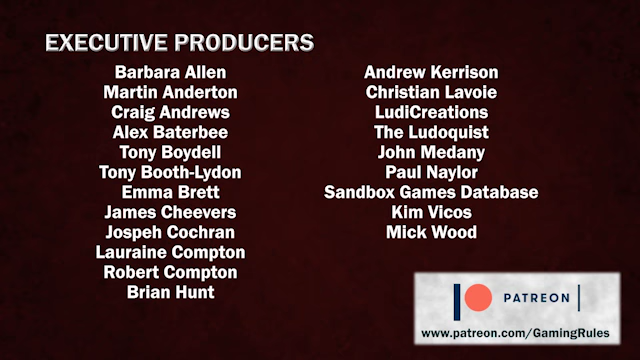 EXECUTIVE PRODUCERS
Barbara Allen
Martin Anderton
Craig Andrews
Alex Baterbee
Tony Boydell
Tony Booth-Lydon
Emma Brett
James Cheevers
Jospeh Cochran
Lauraine Compton
Robert Compton
Brian Hunt
Andrew Kerrison
Christian Lavoie
LudiCreations
The Ludoquist
John Medany
Paul Naylor
Sandbox Games Database
Kim Vicos
Mick Wood
PATREON
www.patreon.com/GamingRules